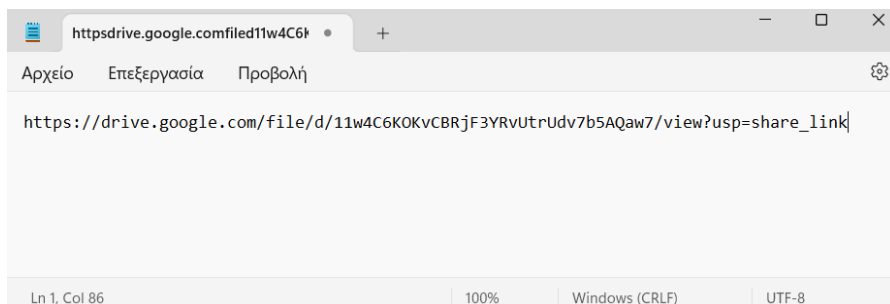 httpsdrive.google.comfiled11w4C6K
Αρχείο Επεξεργασία Προβολή
https://drive.google.com/file/d/11w4C6KOKvCBRjF3YRvUtrUdv7b5AQaw7/view?usp=share_link
Ln 1, Col 86 100% Windows (CRLF) UTF-8